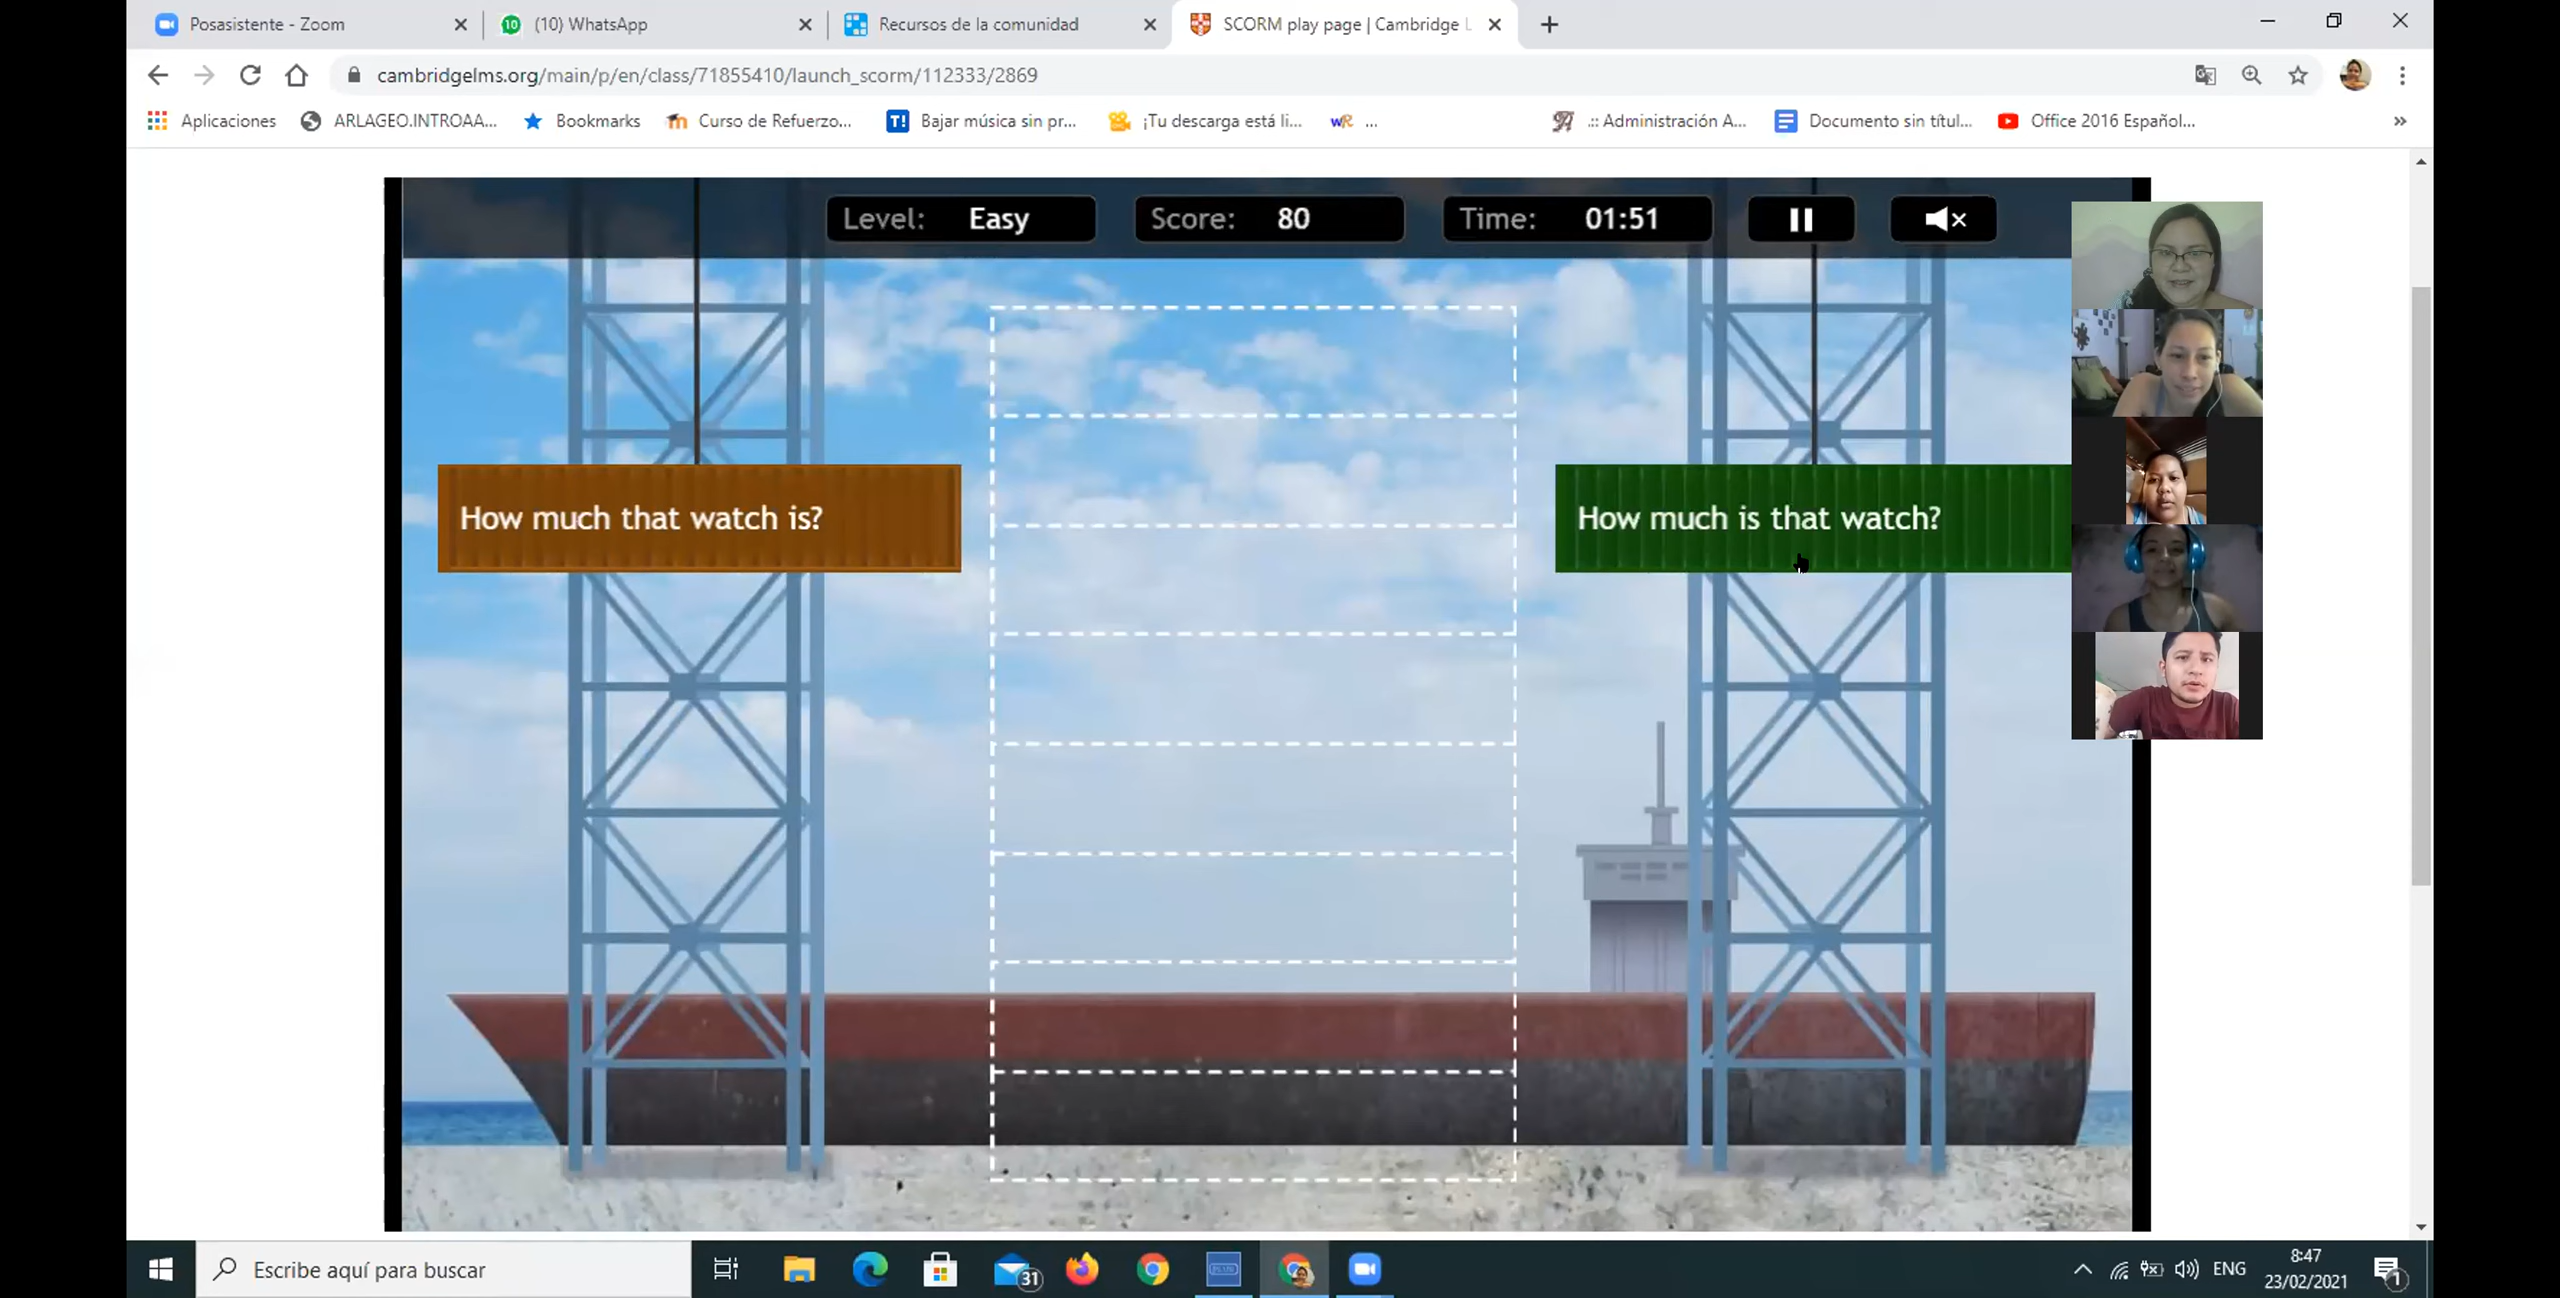 Posasistente - Zoom
(10) WhatsApp
Recursos de la comunidad
SCORM play page | Cambridge L
cambridgelms.org/main/p/en/class/71855410/launch_scorm/112333/2869
Aplicaciones
ARLAGEO.INTROAA...
Bookmarks
Curso de Refuerzo...
T! Bajar música sin pr...
¡Tu descarga está li...
wR ...
.:: Administración A...
Documento sin títul...
Office 2016 Español...
»
Level: Easy
Score: 80
Time: 01:51
How much that watch is?
How much is that watch?
Escribe aquí para buscar
31
ENG
8:47
23/02/2021
1